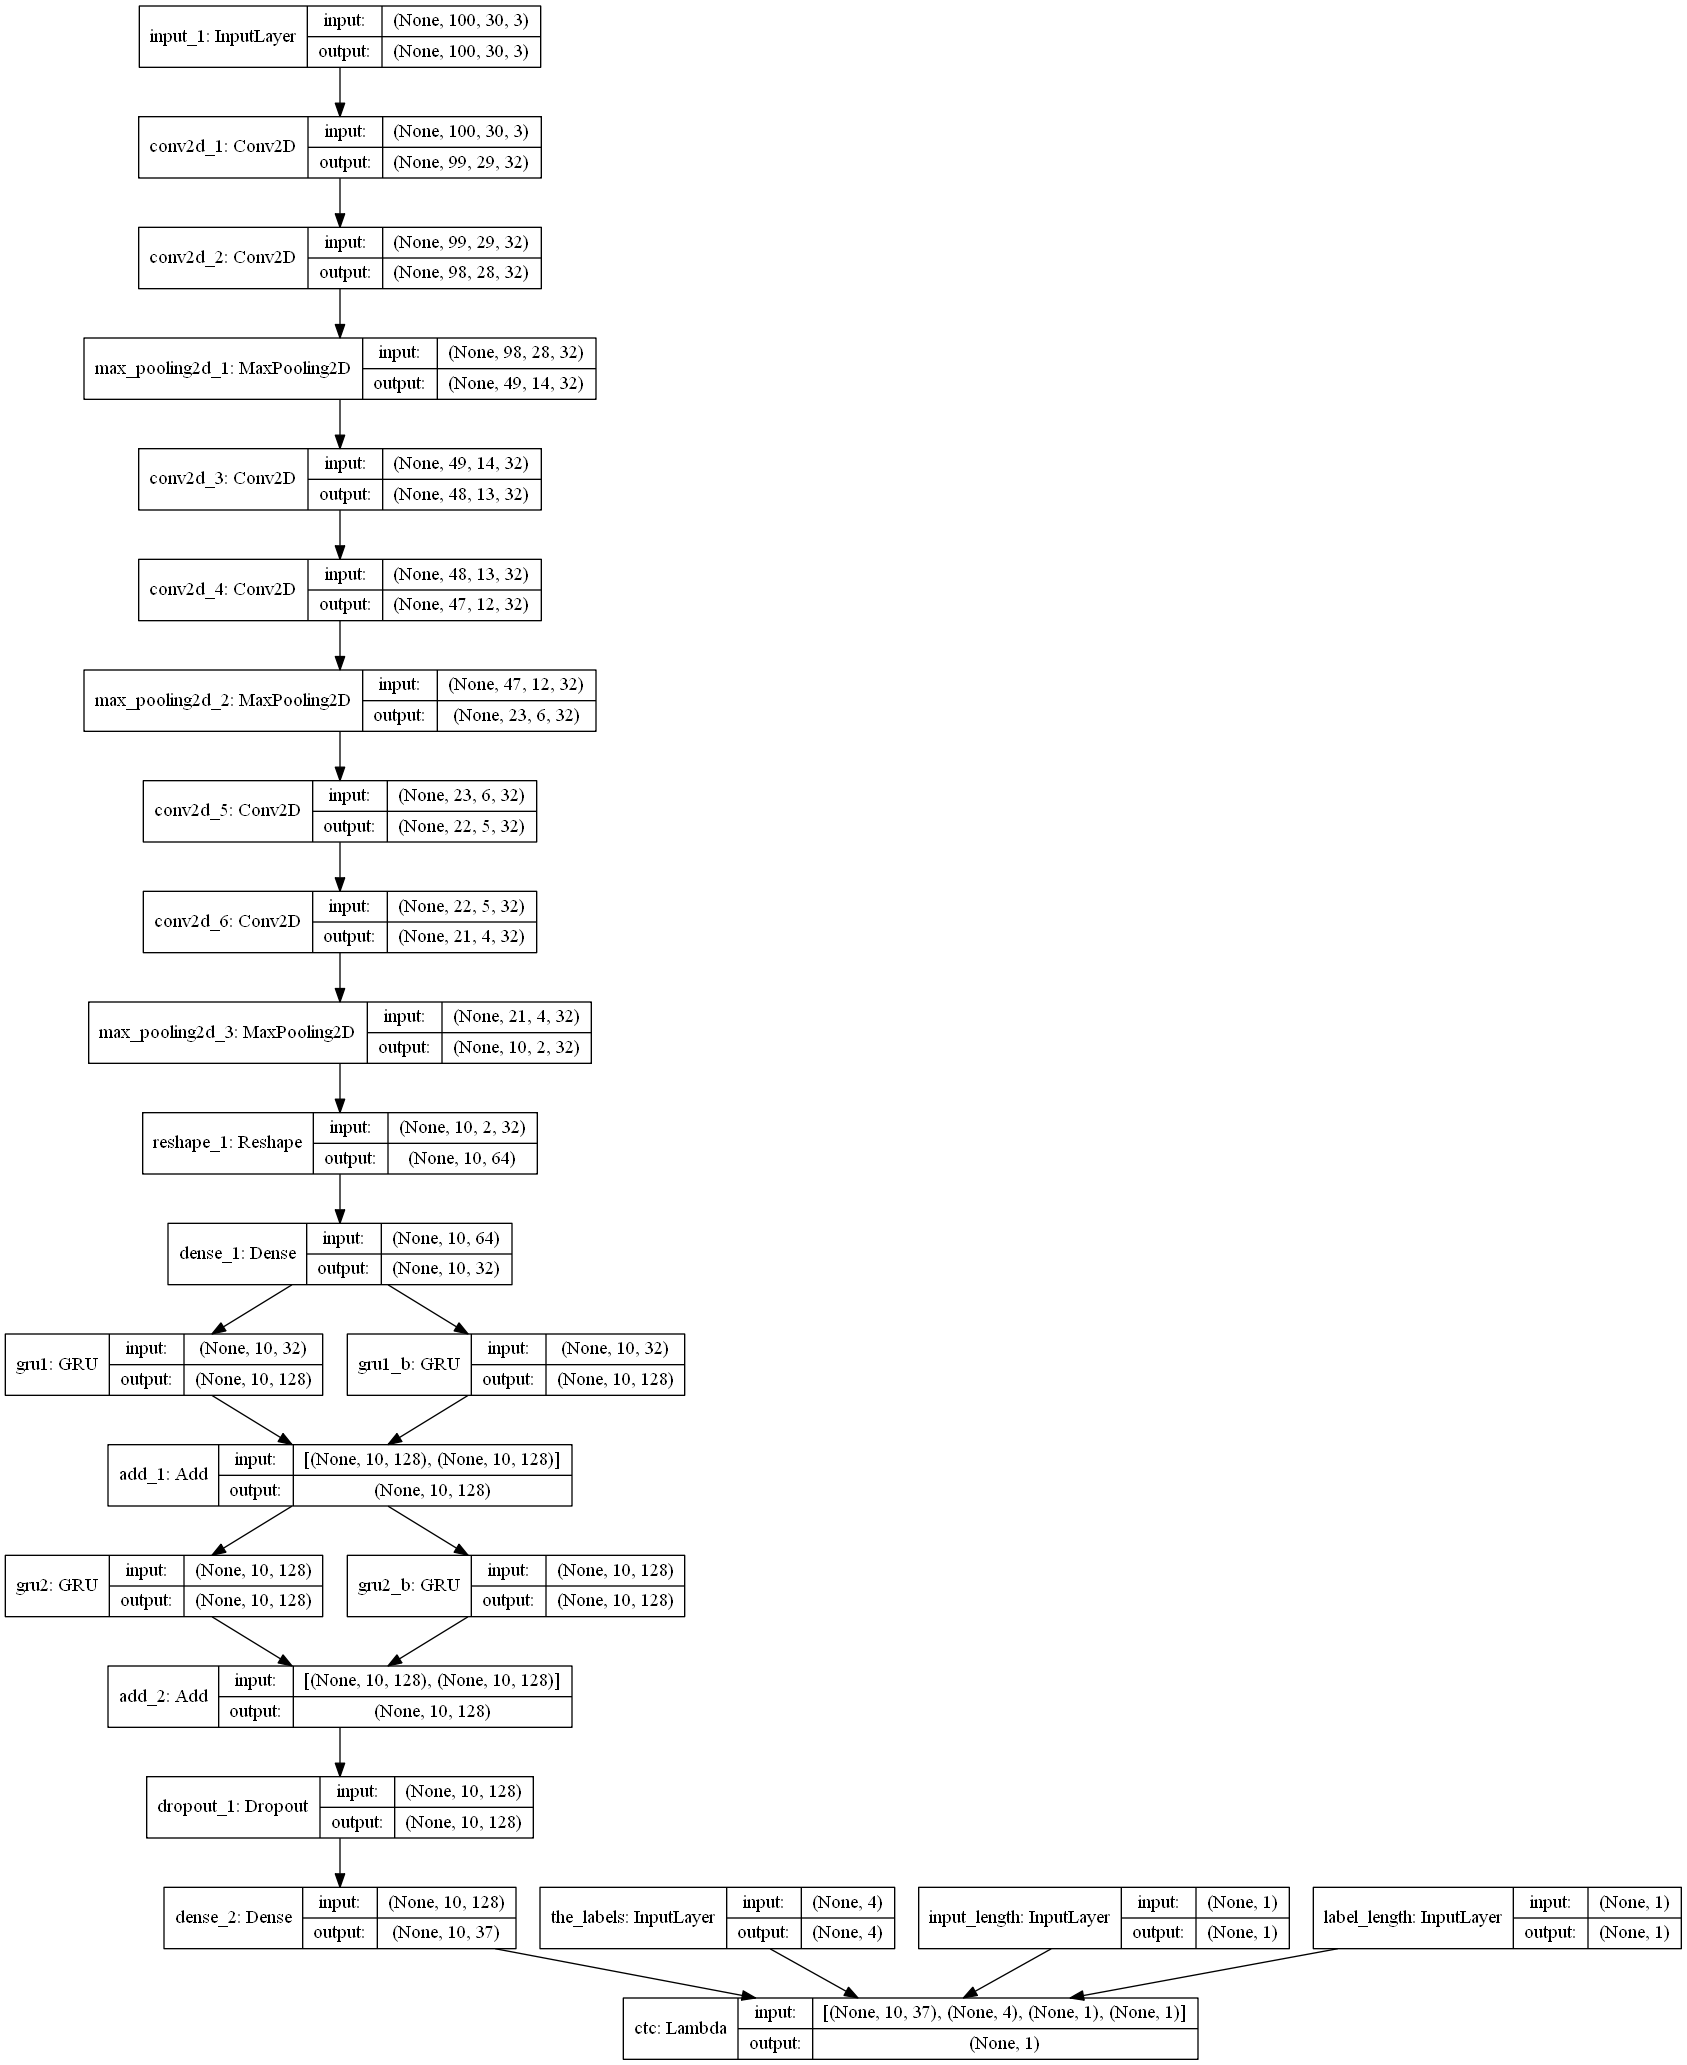 input_1: InputLayer
input: (None, 100, 30, 3)
output: (None, 100, 30, 3)
conv2d_1: Conv2D
input: (None, 100, 30, 3)
output: (None, 99, 29, 32)
conv2d_2: Conv2D
input: (None, 99, 29, 32)
output: (None, 98, 28, 32)
max_pooling2d_1: MaxPooling2D
input: (None, 98, 28, 32)
output: (None, 49, 14, 32)
conv2d_3: Conv2D
input: (None, 49, 14, 32)
output: (None, 48, 13, 32)
conv2d_4: Conv2D
input: (None, 48, 13, 32)
output: (None, 47, 12, 32)
max_pooling2d_2: MaxPooling2D
input: (None, 47, 12, 32)
output: (None, 23, 6, 32)
conv2d_5: Conv2D
input: (None, 23, 6, 32)
output: (None, 22, 5, 32)
conv2d_6: Conv2D
input: (None, 22, 5, 32)
output: (None, 21, 4, 32)
max_pooling2d_3: MaxPooling2D
input: (None, 21, 4, 32)
output: (None, 10, 2, 32)
reshape_1: Reshape
input: (None, 10, 2, 32)
output: (None, 10, 64)
dense_1: Dense
input: (None, 10, 64)
output: (None, 10, 32)
gru1: GRU
input: (None, 10, 32)
output: (None, 10, 128)
gru1_b: GRU
input: (None, 10, 32)
output: (None, 10, 128)
add_1: Add
input: [(None, 10, 128), (None, 10, 128)]
output: (None, 10, 128)
gru2: GRU
input: (None, 10, 128)
output: (None, 10, 128)
gru2_b: GRU
input: (None, 10, 128)
output: (None, 10, 128)
add_2: Add
input: [(None, 10, 128), (None, 10, 128)]
output: (None, 10, 128)
dropout_1: Dropout
input: (None, 10, 128)
output: (None, 10, 128)
dense_2: Dense
input: (None, 10, 128)
output: (None, 10, 37)
the_labels: InputLayer
input: (None, 4)
output: (None, 4)
input_length: InputLayer
input: (None, 1)
output: (None, 1)
label_length: InputLayer
input: (None, 1)
output: (None, 1)
ctc: Lambda
input: [(None, 10, 37), (None, 4), (None, 1), (None, 1)]
output: (None, 1)